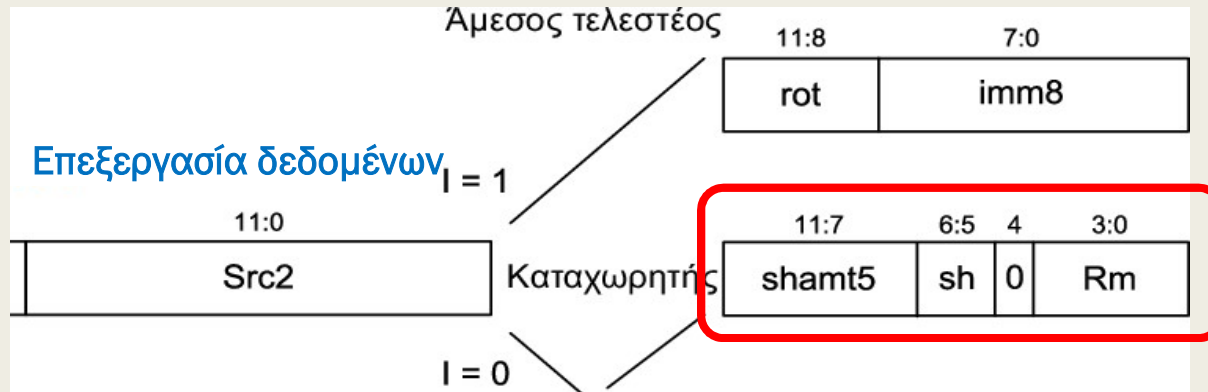 Άμεσος τελεστέος
11:8 7:0
rot imm8
Επεξεργασία δεδομένων
I = 1
11:0
Src2
Καταχωρητής
11:7 6:5 4 3:0
shamt5 sh 0 Rm
I = 0